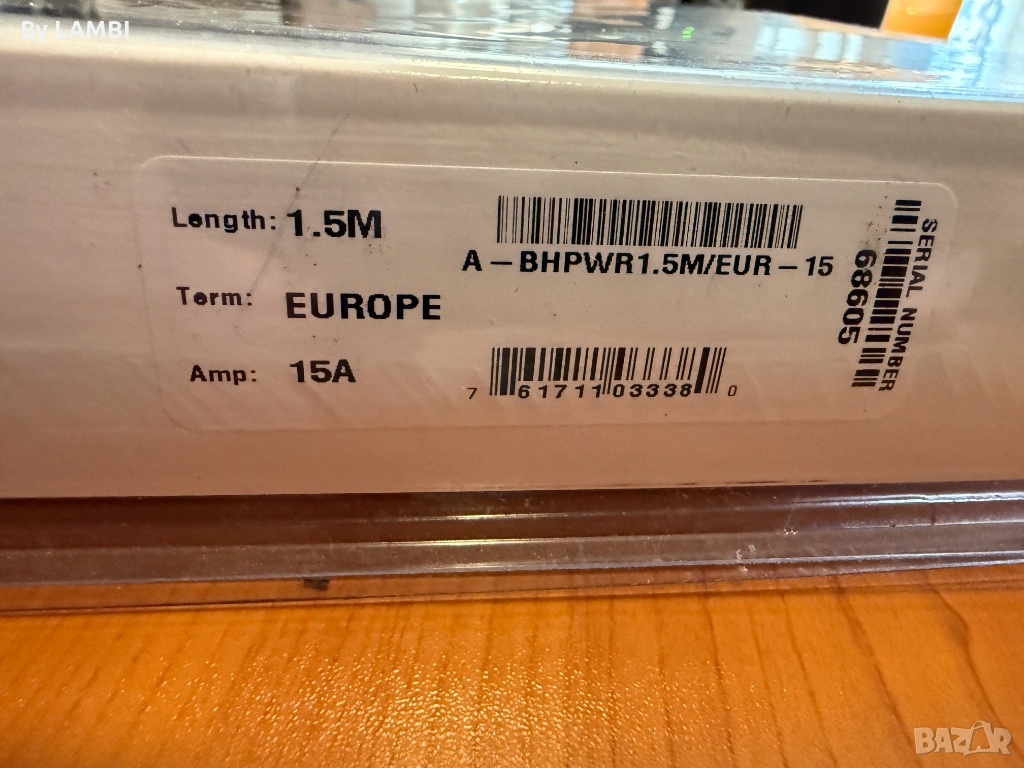 By LAMBI
Length: 1.5M
A-BHPWR1.5M/EUR-15
Term: EUROPE
Amp: 15A
7 61711 03338 0
SERIAL NUMBER
68605
BAZAR